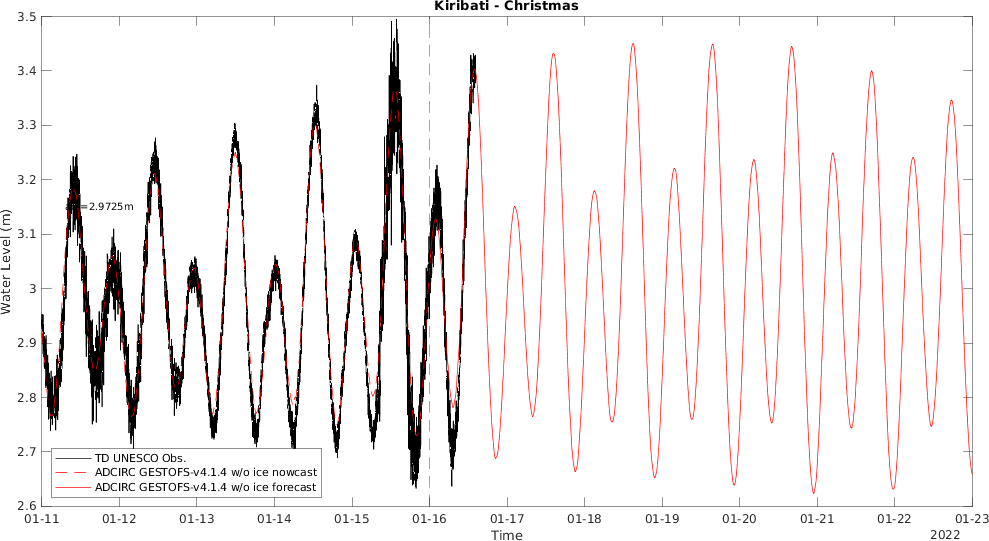 Kiribati - Christmas
3.5
3.4
3.3
3.2
3.1
3
2.9
2.8
2.7
2.6
Water Level (m)
=2.9725m
TD UNESCO Obs.
ADCIRC GESTOFS-v4.1.4 w/o ice nowcast
ADCIRC GESTOFS-v4.1.4 w/o ice forecast
01-11 01-12 01-13 01-14 01-15 01-16 01-17 01-18 01-19 01-20 01-21 01-22 01-23
Time
2022